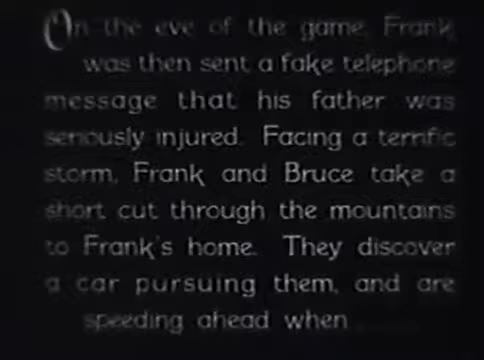 On the eve of the game, Frank
was then sent a fake telephone
message that his father was
seriously injured. Facing a terrific
storm, Frank and Bruce take a
short cut through the mountains
to Frank's home. They discover
a car pursuing them, and are
speeding ahead when .....